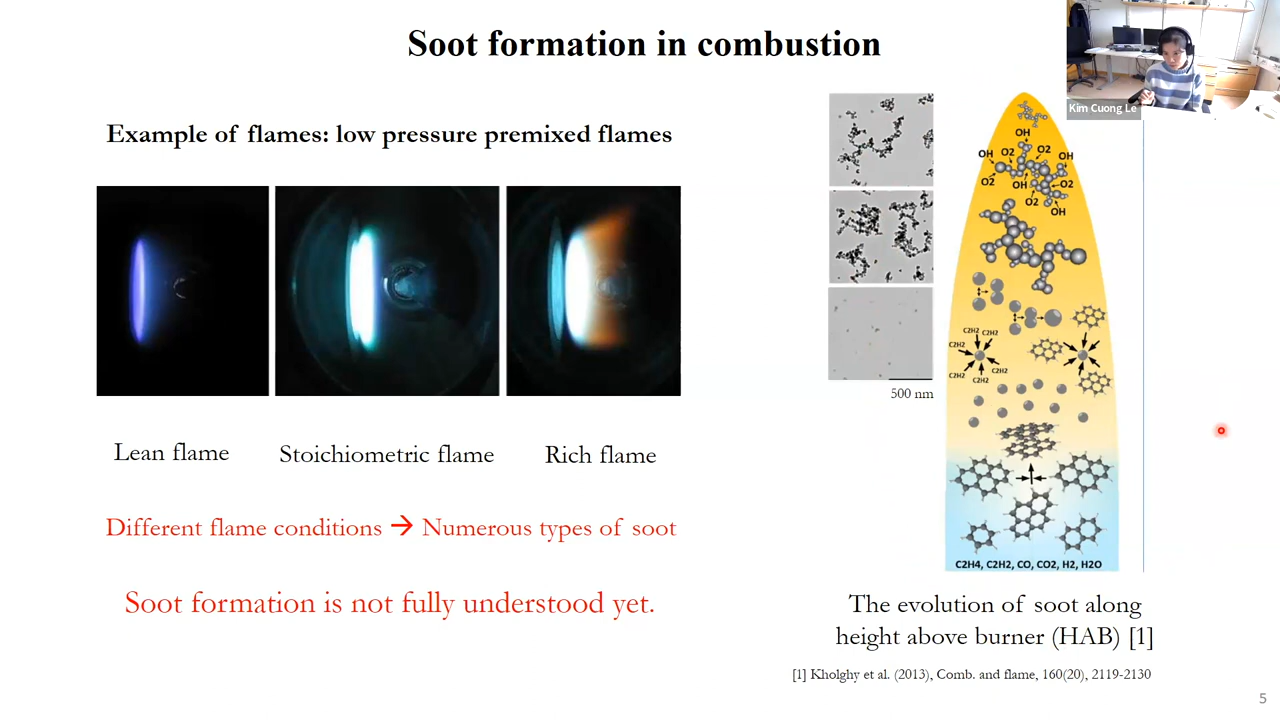 Soot formation in combustion
Kim Cuong Le
Example of flames: low pressure premixed flames
Lean flame
Stoichiometric flame
Rich flame
Different flame conditions → Numerous types of soot
Soot formation is not fully understood yet.
500 nm
OH
OH O2 O2 OH
O2 OH O2
O2
OH
C2H2 C2H2
C2H2
C2H2
C2H2 C2H2
C2H4, C2H2, CO, CO2, H2, H2O
The evolution of soot along
height above burner (HAB) [1]
[1] Kholghy et al. (2013), Comb. and flame, 160(20), 2119-2130
5